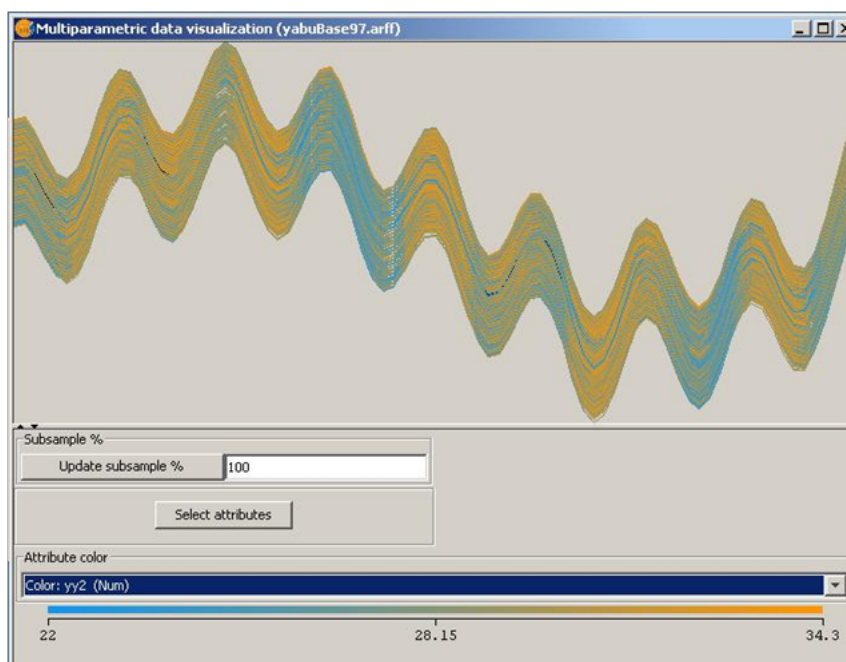 Multiparametric data visualization (yabuBase97.arff)
Subsample %
Update subsample %
100
Select attributes
Attribute color
Color: yy2 (Num)
22
28.15
34.3